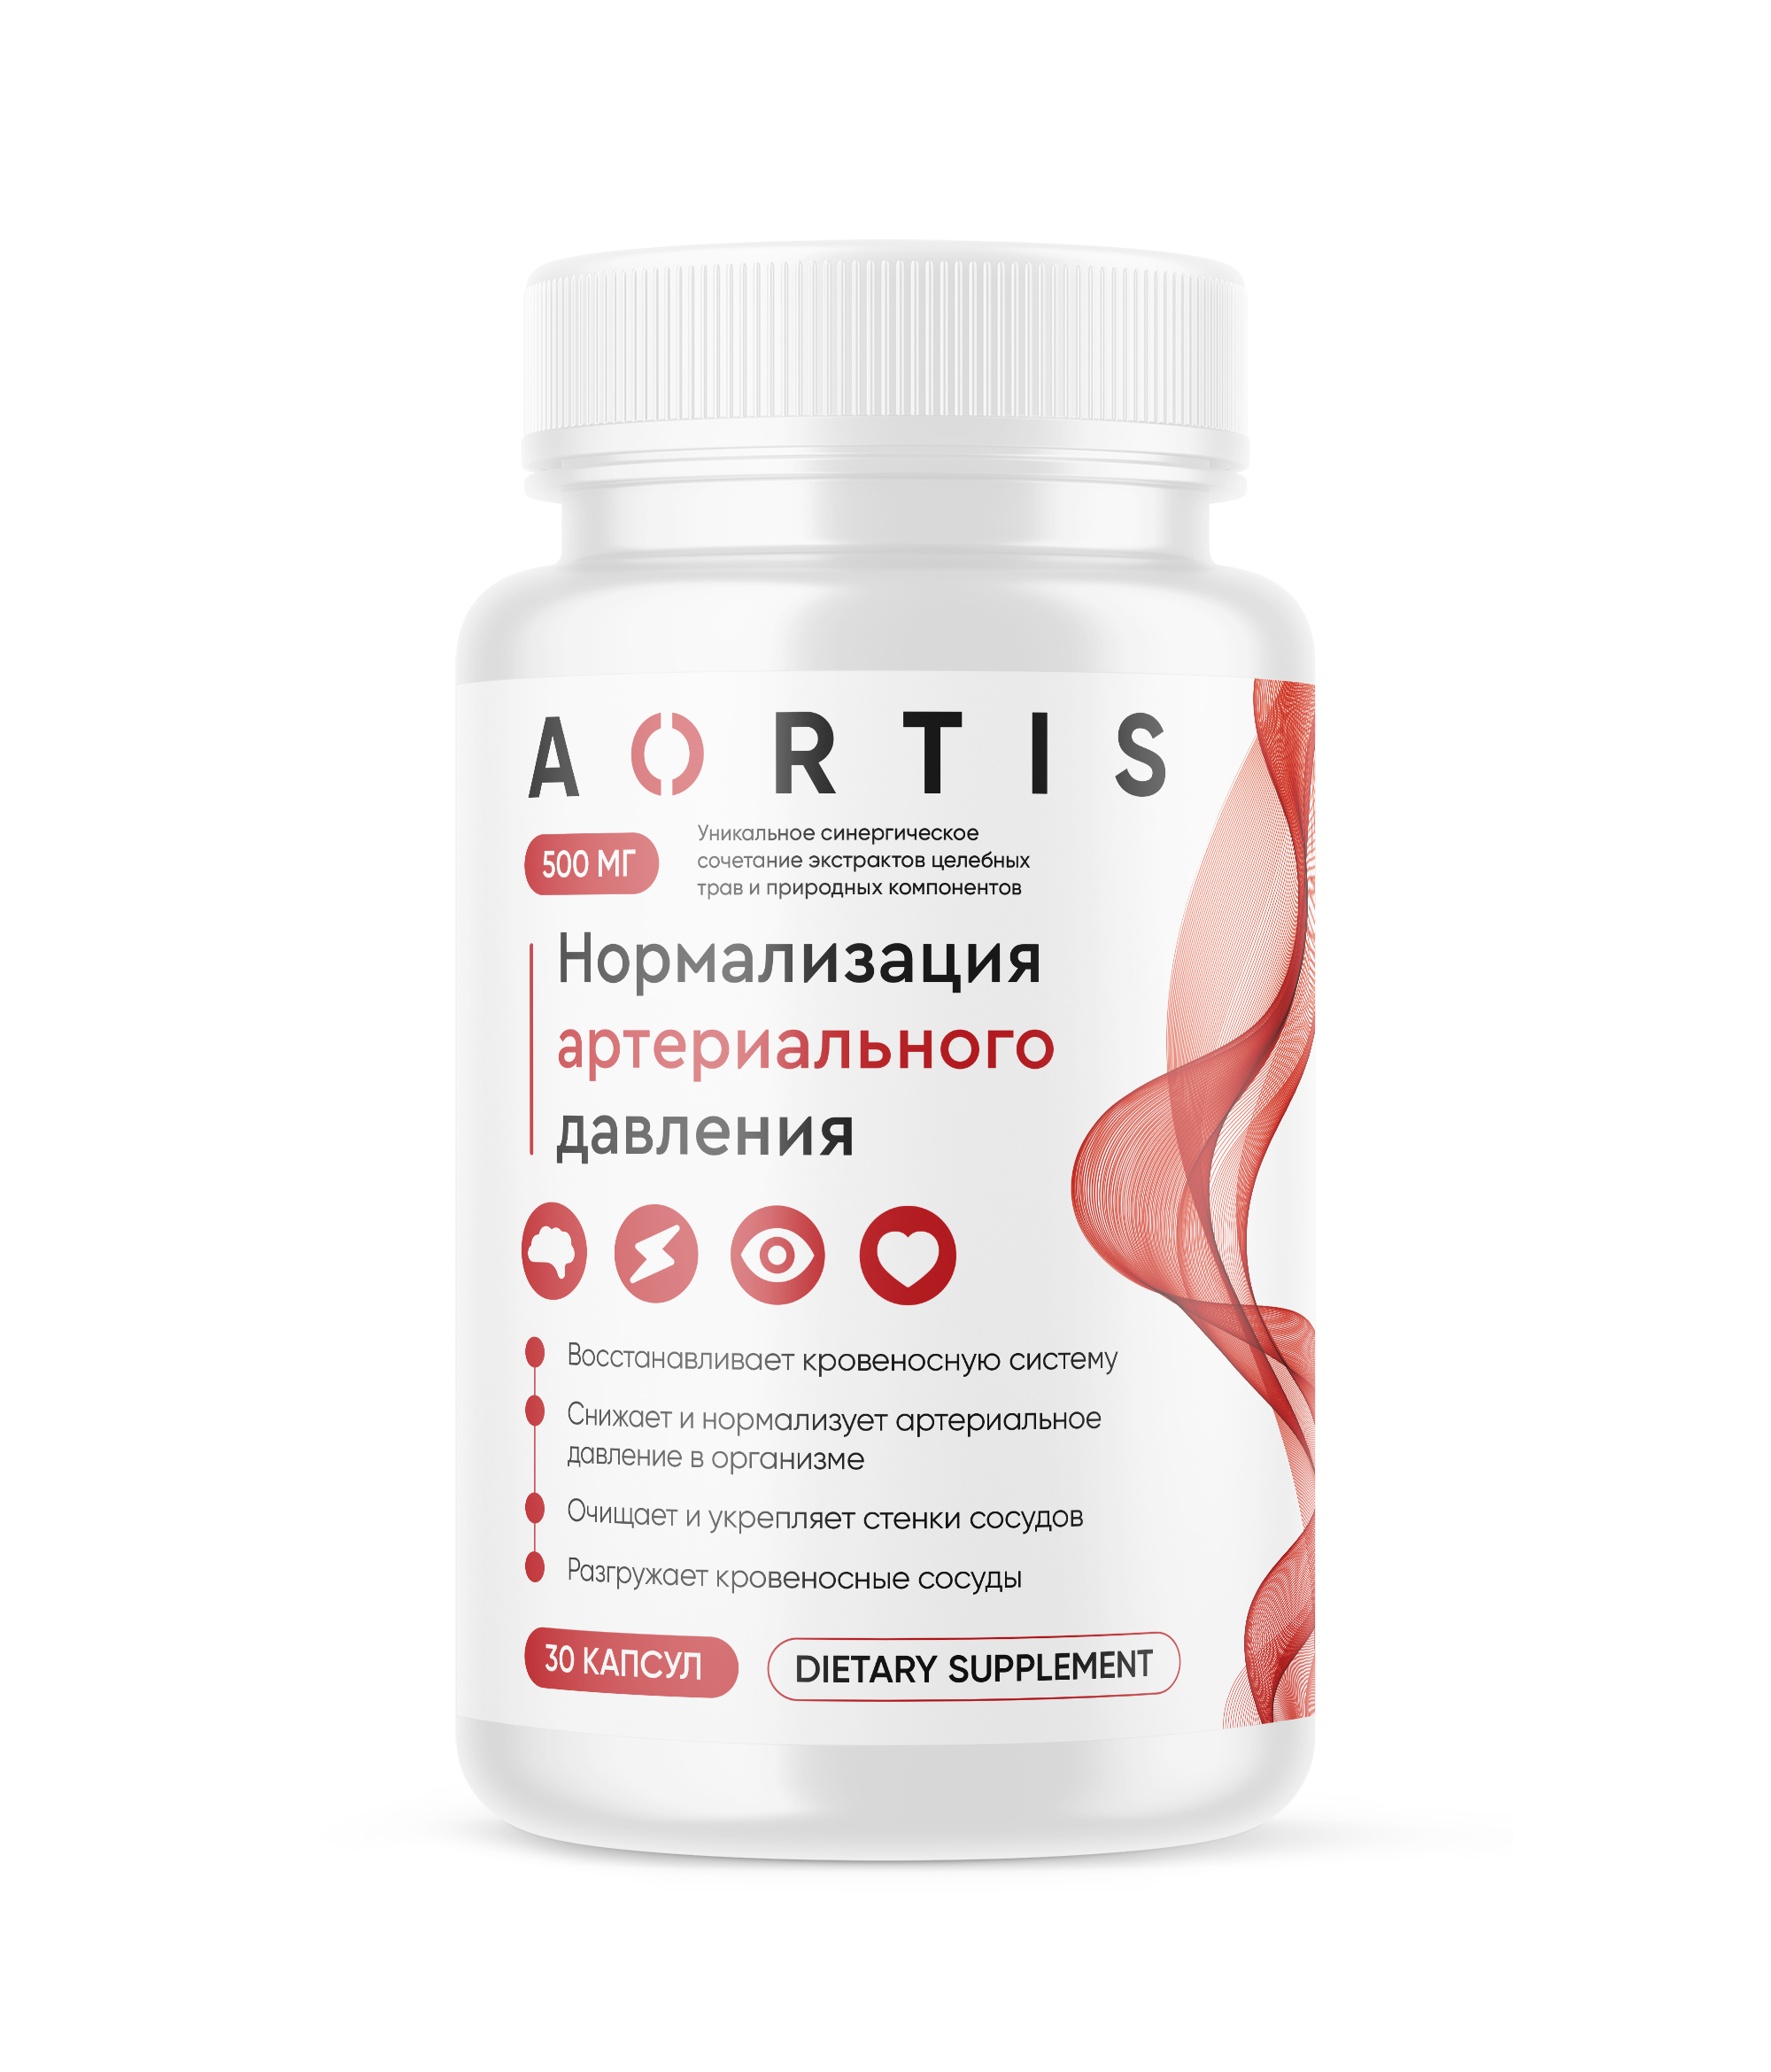 AORTIS
500 МГ
Уникальное синергическое
сочетание экстрактов целебных
трав и природных компонентов
Нормализация
артериального
давления
Восстанавливает кровеносную систему
Снижает и нормализует артериальное
давление в организме
Очищает и укрепляет стенки сосудов
Разгружает кровеносные сосуды
30 КАПСУЛ
DIETARY SUPPLEMENT